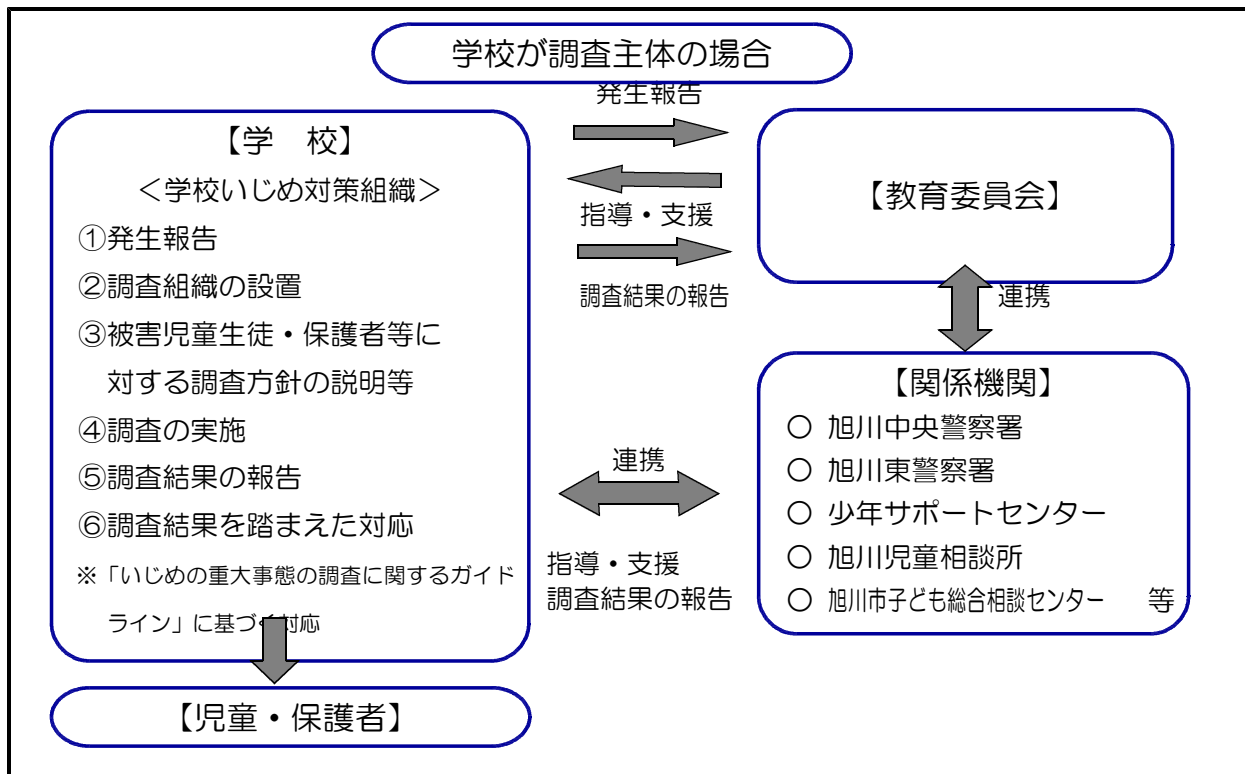 学校が調査主体の場合
発生報告
【学　校】
＜学校いじめ対策組織＞
①発生報告
②調査組織の設置
③被害児童生徒・保護者等に
対する調査方針の説明等
④調査の実施
⑤調査結果の報告
⑥調査結果を踏まえた対応
※「いじめの重大事態の調査に関するガイド
ライン」に基づく対応
指導・支援
調査結果の報告
【教育委員会】
連携
連携
指導・支援
調査結果の報告
【関係機関】
○ 旭川中央警察署
○ 旭川東警察署
○ 少年サポートセンター
○ 旭川児童相談所
○ 旭川市子ども総合相談センター　等
【児童・保護者】